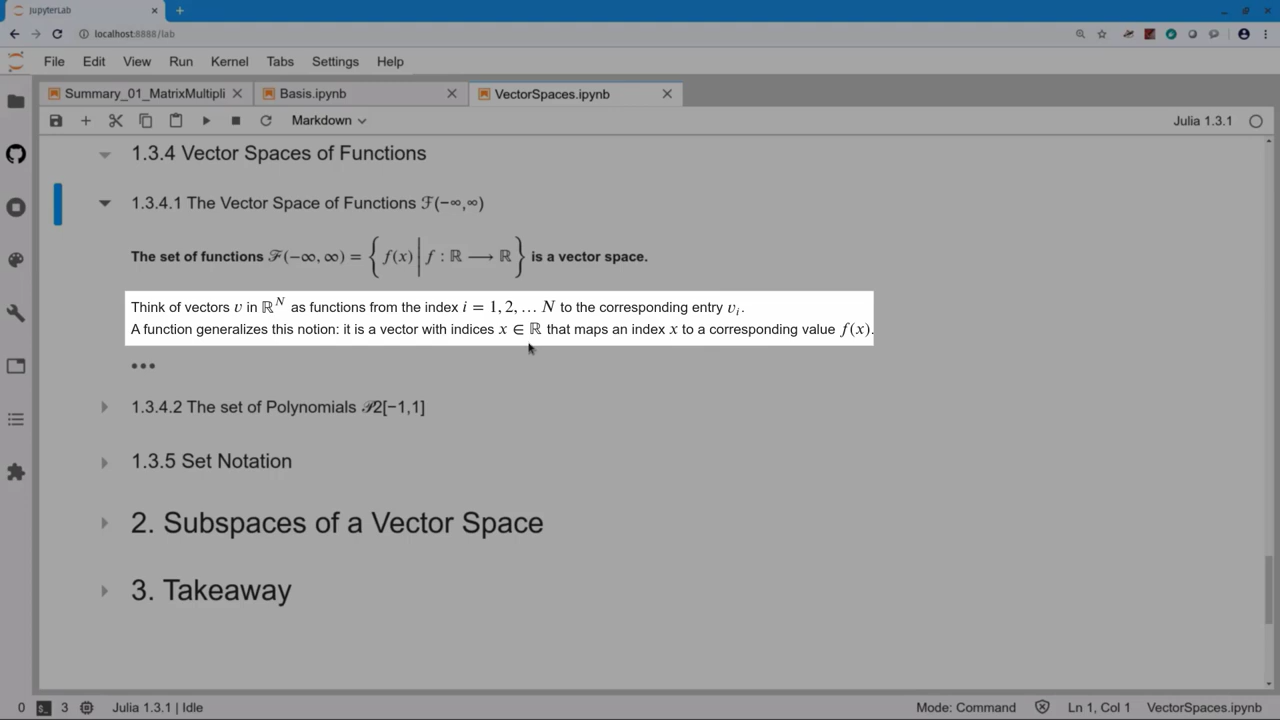 JupyterLab
localhost:8888/lab
File Edit View Run Kernel Tabs Settings Help
Summary_01_MatrixMultipli Basis.ipynb VectorSpaces.ipynb
Markdown Julia 1.3.1
1.3.4 Vector Spaces of Functions
1.3.4.1 The Vector Space of Functions ℱ(−∞,∞)
The set of functions ℱ(−∞, ∞) = { f(x) | f : ℝ ⟶ ℝ } is a vector space.
Think of vectors v in ℝ^N as functions from the index i = 1, 2, … N to the corresponding entry v_i.
A function generalizes this notion: it is a vector with indices x ∈ ℝ that maps an index x to a corresponding value f(x).
•••
1.3.4.2 The set of Polynomials 𝒫2[−1,1]
1.3.5 Set Notation
2. Subspaces of a Vector Space
3. Takeaway
0 $_ 3 Julia 1.3.1 | Idle Mode: Command Ln 1, Col 1 VectorSpaces.ipynb